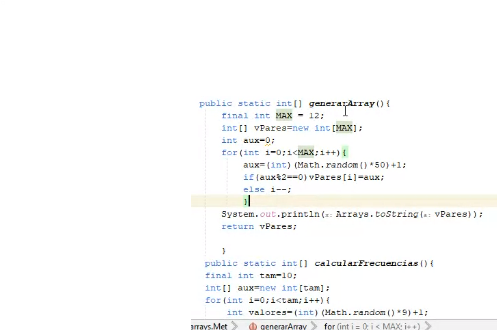 public static int[] generarArray(){
final int MAX = 12;
int[] vPares=new int[MAX];
int aux=0;
for(int i=0;i<MAX;i++){
aux=(int)(Math.random()*50)+1;
if(aux%2==0)vPares[i]=aux;
else i--;
}
System.out.println(s: Arrays.toString(a: vPares));
return vPares;
}
public static int[] calcularFrecuencias(){
final int tam=10;
int[] aux=new int[tam];
for(int i=0;i<tam;i++){
int valores=(int)(Math.random()*9)+1;
arrays.Met generarArray for (int i = 0; i < MAX; i++)